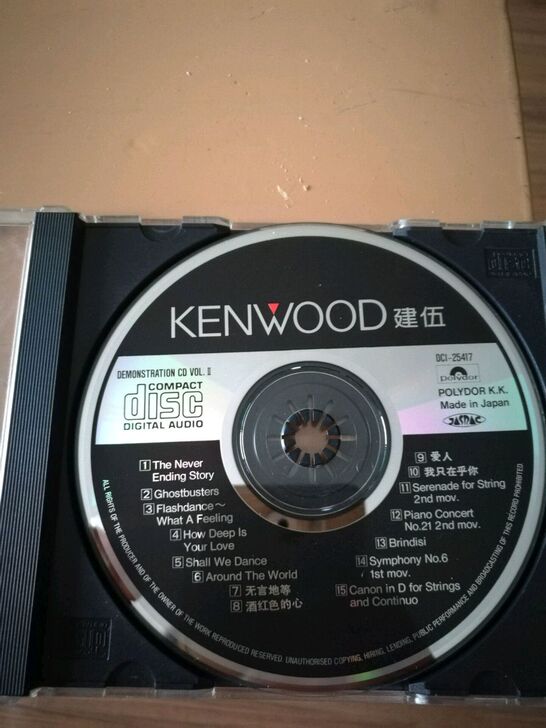 KENWOOD 建伍
DEMONSTRATION CD VOL. II
COMPACT
disc
DIGITAL AUDIO
DCI-25417
polydor
POLYDOR K.K.
Made in Japan
JASRAC
1 The Never
Ending Story
2 Ghostbusters
3 Flashdance~
What A Feeling
4 How Deep Is
Your Love
5 Shall We Dance
6 Around The World
7 无言地等
8 酒红色的心
9 爱人
10 我只在乎你
11 Serenade for String
2nd mov.
12 Piano Concert
No.21 2nd mov.
13 Brindisi
14 Symphony No.6
1st mov.
15 Canon in D for Strings
and Continuo
ALL RIGHTS OF THE PRODUCER AND OF THE OWNER OF THE WORK REPRODUCED RESERVED. UNAUTHORISED COPYING, HIRING, LENDING, PUBLIC PERFORMANCE AND BROADCASTING OF THIS RECORD PROHIBITED